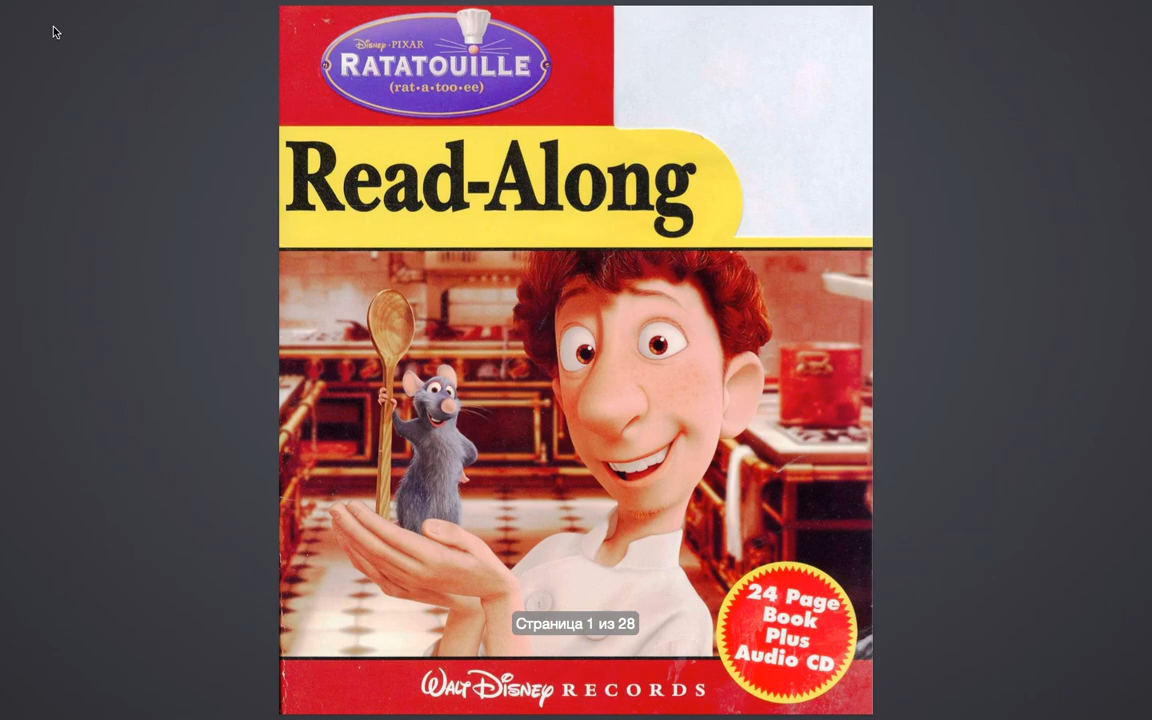 Disney · PIXAR
RATATOUILLE
(rat•a•too•ee)
Read-Along
24 Page
Book
Plus
Audio CD
Страница 1 из 28
WALT DISNEY RECORDS